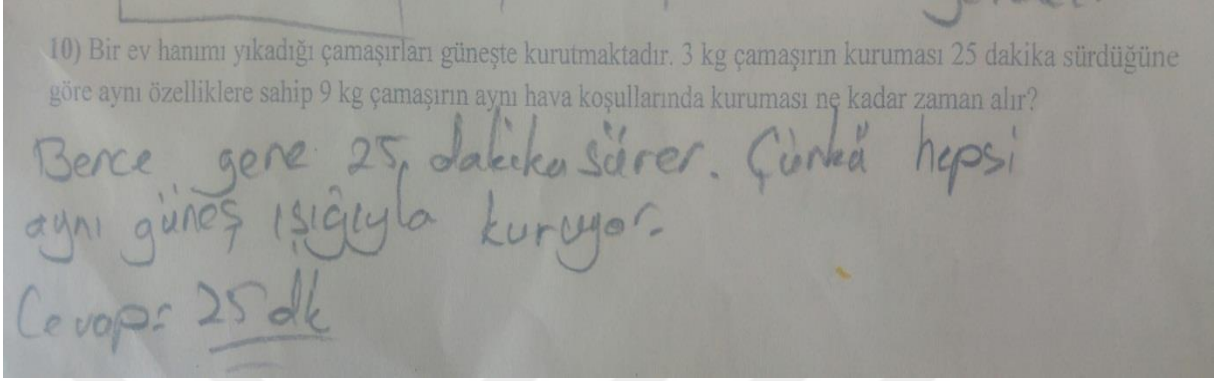 10) Bir ev hanımı yıkadığı çamaşırları güneşte kurutmaktadır. 3 kg çamaşırın kuruması 25 dakika sürdüğüne
göre aynı özelliklere sahip 9 kg çamaşırın aynı hava koşullarında kuruması ne kadar zaman alır?
Bence gene 25 dakika sürer. Çünkü hepsi
aynı güneş ışığıyla kuruyor.
Cevap: 25 dk